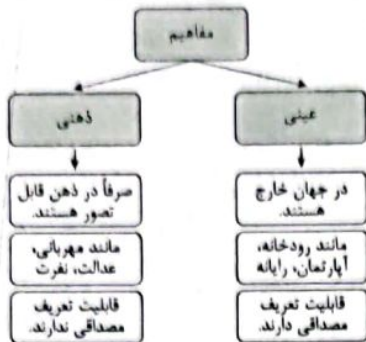 مفاهیم
عینی
ذهنی
در جهان خارج
هستند.
صرفاً در ذهن قابل
تصور هستند.
مانند رودخانه،
آپارتمان، رایانه
مانند مهربانی،
عدالت، نفرت
قابلیت تعریف
مصداقی دارند.
قابلیت تعریف
مصداقی ندارند.